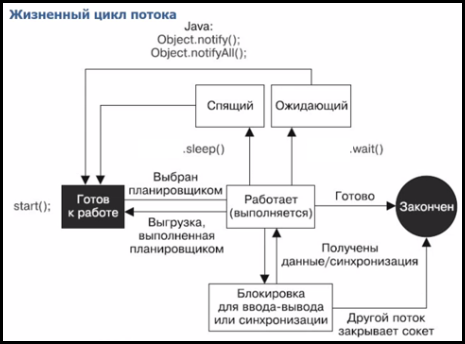 Жизненный цикл потока
Java:
Object.notify();
Object.notifyAll();
Спящий
Ожидающий
.sleep()
.wait()
start();
Готов
к работе
Выбран
планировщиком
Выгрузка,
выполненная
планировщиком
Работает
(выполняется)
Готово
Закончен
Получены
данные/синхронизация
Блокировка
для ввода-вывода
или синхронизации
Другой поток
закрывает сокет